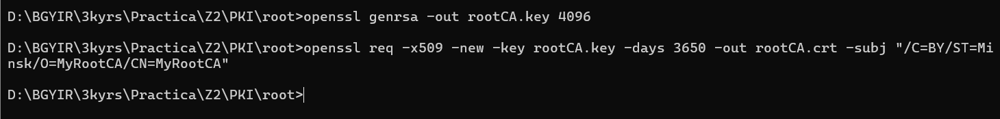 D:\BGYIR\3kyrs\Practica\Z2\PKI\root>openssl genrsa -out rootCA.key 4096
D:\BGYIR\3kyrs\Practica\Z2\PKI\root>openssl req -x509 -new -key rootCA.key -days 3650 -out rootCA.crt -subj "/C=BY/ST=Mi
nsk/O=MyRootCA/CN=MyRootCA"
D:\BGYIR\3kyrs\Practica\Z2\PKI\root>